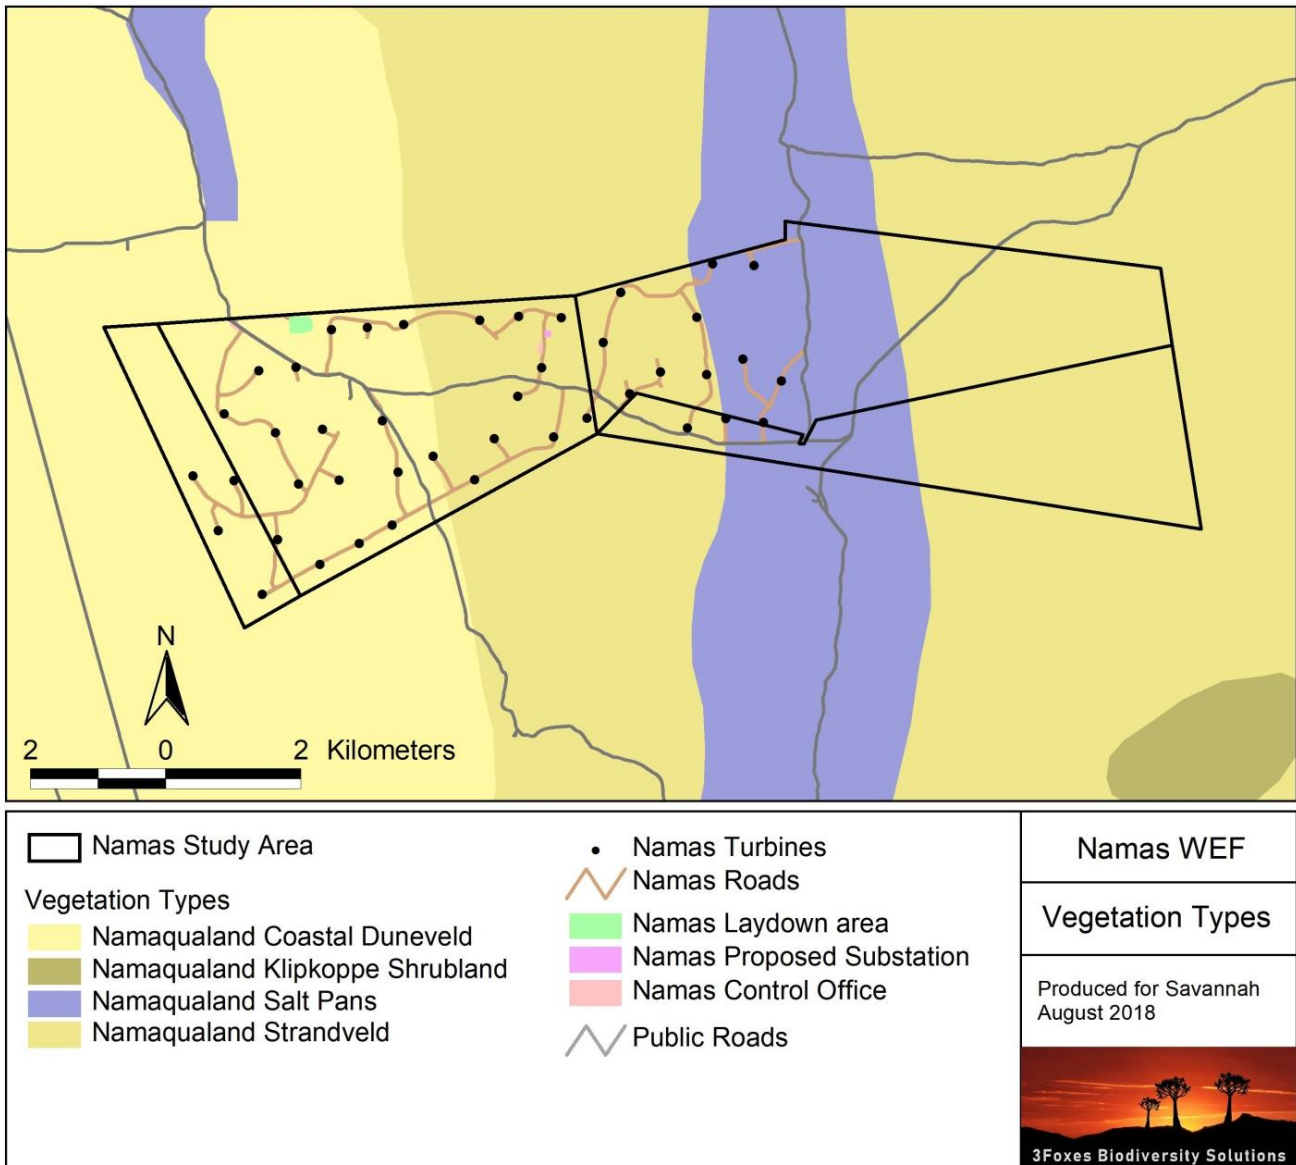 N
2 0 2 Kilometers
Namas Study Area
Vegetation Types
Namaqualand Coastal Duneveld
Namaqualand Klipkoppe Shrubland
Namaqualand Salt Pans
Namaqualand Strandveld
Namas Turbines
Namas Roads
Namas Laydown area
Namas Proposed Substation
Namas Control Office
Public Roads
Namas WEF
Vegetation Types
Produced for Savannah
August 2018
3Foxes Biodiversity Solutions